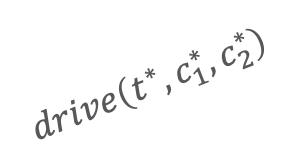 drive(t*, c₁*, c₂*)